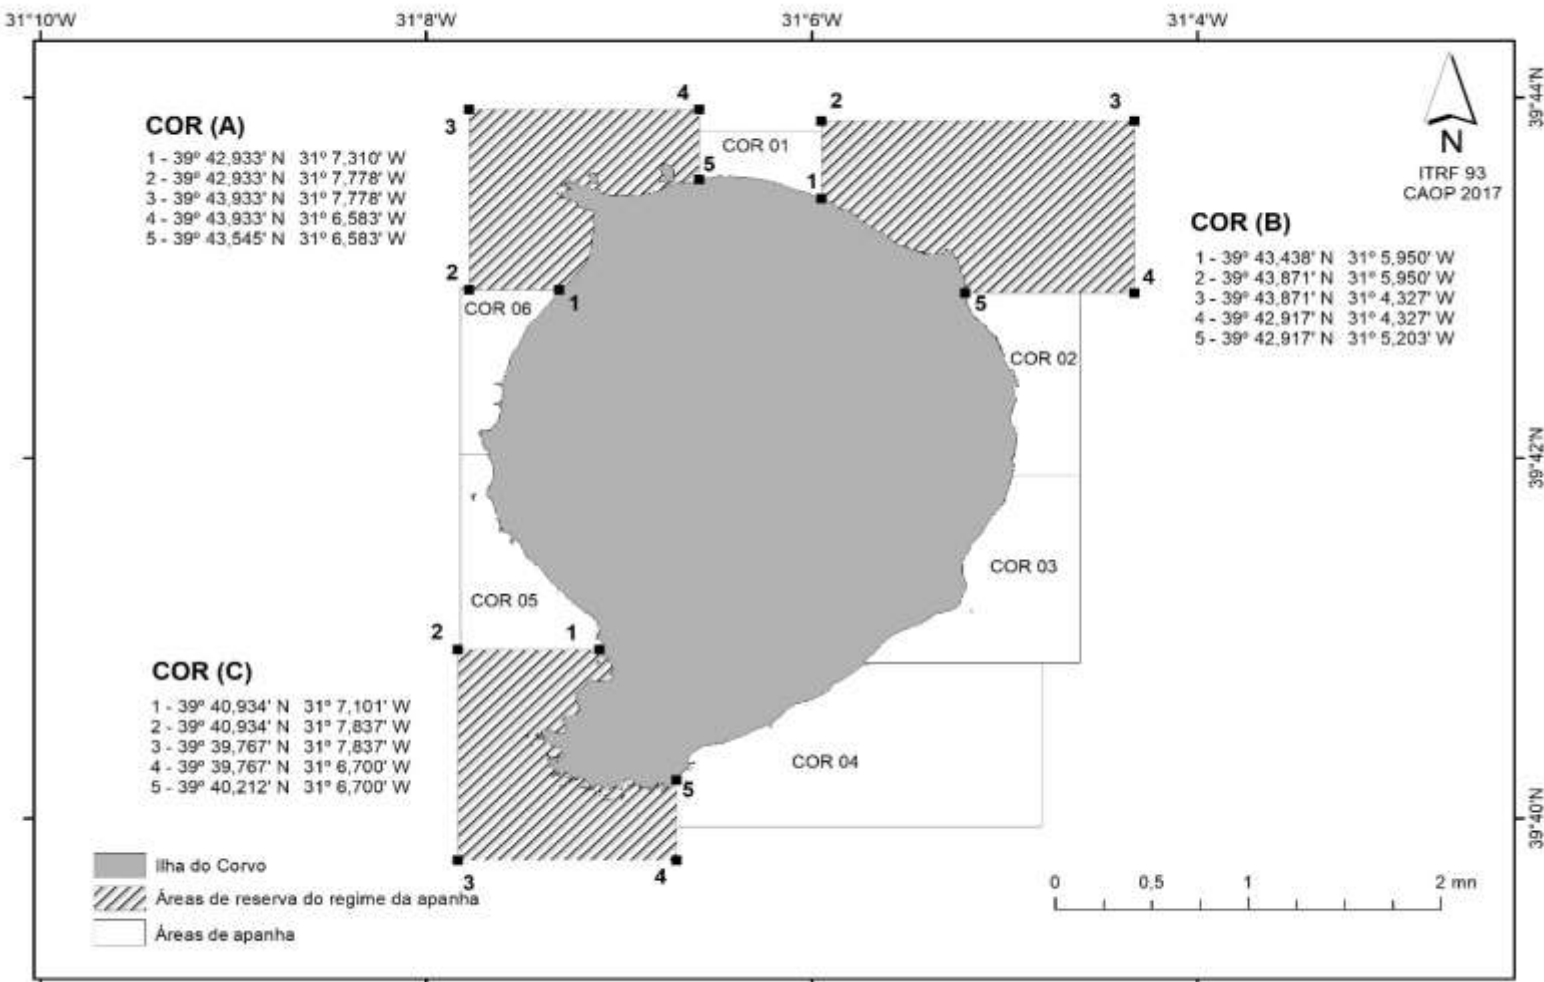 31°10'W 31°8'W 31°6'W 31°4'W
39°44'N
39°42'N
39°40'N
N
ITRF 93
CAOP 2017
COR (A)
1 - 39º 42,933' N 31º 7,310' W
2 - 39º 42,933' N 31º 7,778' W
3 - 39º 43,933' N 31º 7,778' W
4 - 39º 43,933' N 31º 6,583' W
5 - 39º 43,545' N 31º 6,583' W
3
4
5
2
1
COR 01
2
3
1
5
4
COR (B)
1 - 39º 43,438' N 31º 5,950' W
2 - 39º 43,871' N 31º 5,950' W
3 - 39º 43,871' N 31º 4,327' W
4 - 39º 42,917' N 31º 4,327' W
5 - 39º 42,917' N 31º 5,203' W
COR 06
COR 02
COR 03
COR 05
COR 04
2
1
5
3
4
COR (C)
1 - 39º 40,934' N 31º 7,101' W
2 - 39º 40,934' N 31º 7,837' W
3 - 39º 39,767' N 31º 7,837' W
4 - 39º 39,767' N 31º 6,700' W
5 - 39º 40,212' N 31º 6,700' W
Ilha do Corvo
Áreas de reserva do regime da apanha
Áreas de apanha
0 0,5 1 2 mn